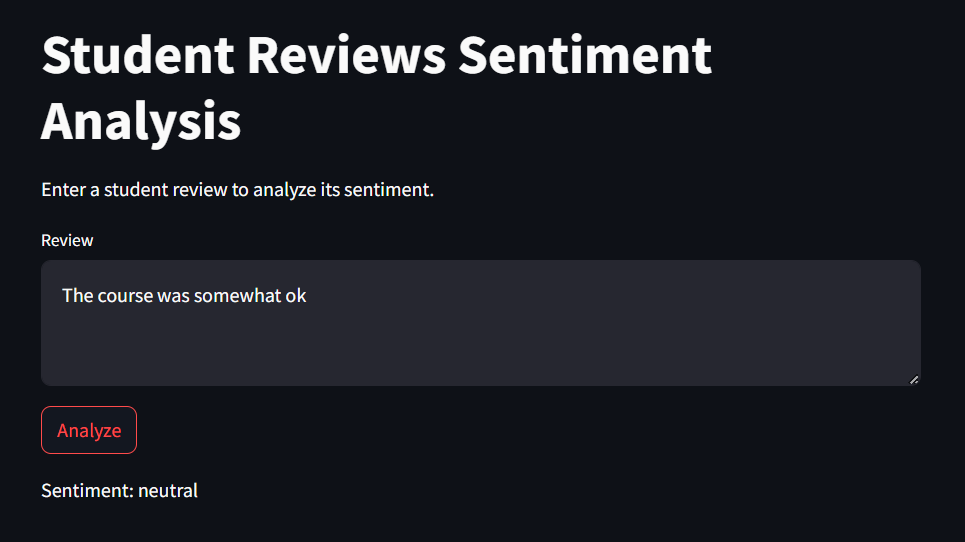 Student Reviews Sentiment
Analysis
Enter a student review to analyze its sentiment.
Review
The course was somewhat ok
Analyze
Sentiment: neutral